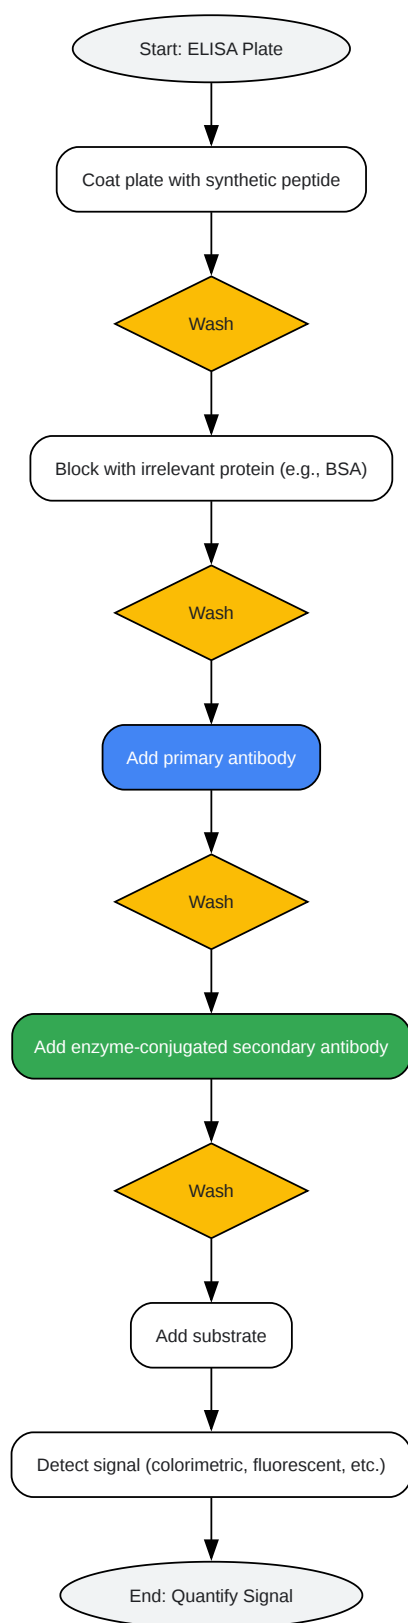 Start: ELISA Plate
Coat plate with synthetic peptide
Wash
Block with irrelevant protein (e.g., BSA)
Wash
Add primary antibody
Wash
Add enzyme-conjugated secondary antibody
Wash
Add substrate
Detect signal (colorimetric, fluorescent, etc.)
End: Quantify Signal